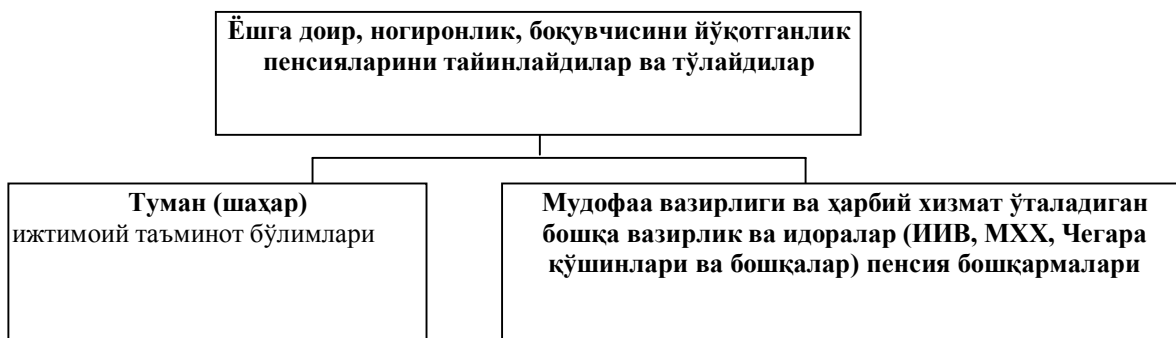 Ёшга доир, ногиронлик, боқувчисини йўқотганлик
пенсияларини тайинлайдилар ва тўлайдилар
Туман (шаҳар)
ижтимоий таъминот бўлимлари
Мудофаа вазирлиги ва ҳарбий хизмат ўталадиган
бошқа вазирлик ва идоралар (ИИВ, МХХ, Чегара
қўшинлари ва бошқалар) пенсия бошқармалари